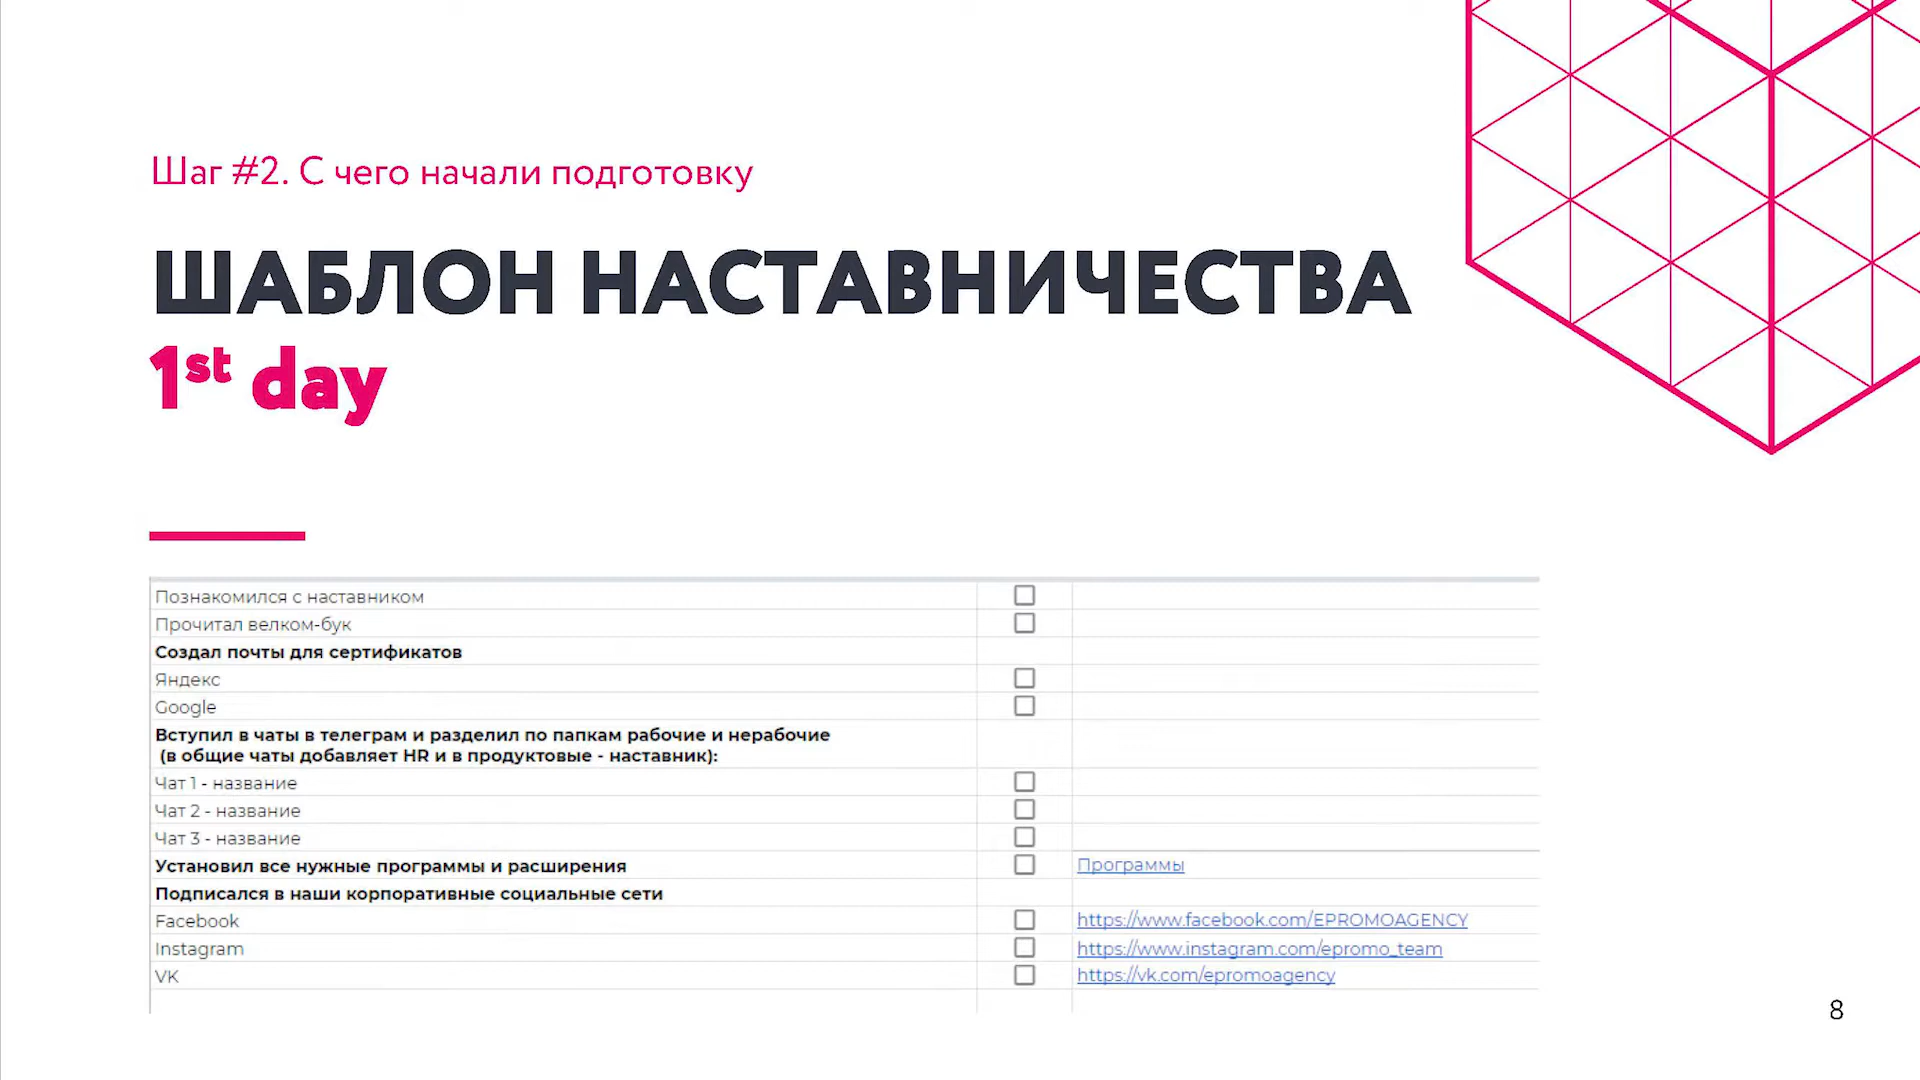 Шаг #2. С чего начали подготовку
ШАБЛОН НАСТАВНИЧЕСТВА
1st day
Познакомился с наставником
Прочитал велком-бук
Создал почты для сертификатов
Яндекс
Google
Вступил в чаты в телеграм и разделил по папкам рабочие и нерабочие
(в общие чаты добавляет HR и в продуктовые - наставник):
Чат 1 - название
Чат 2 - название
Чат 3 - название
Установил все нужные программы и расширения Программы
Подписался в наши корпоративные социальные сети
Facebook https://www.facebook.com/EPROMOAGENCY
Instagram https://www.instagram.com/epromo_team
VK https://vk.com/epromoagency
8